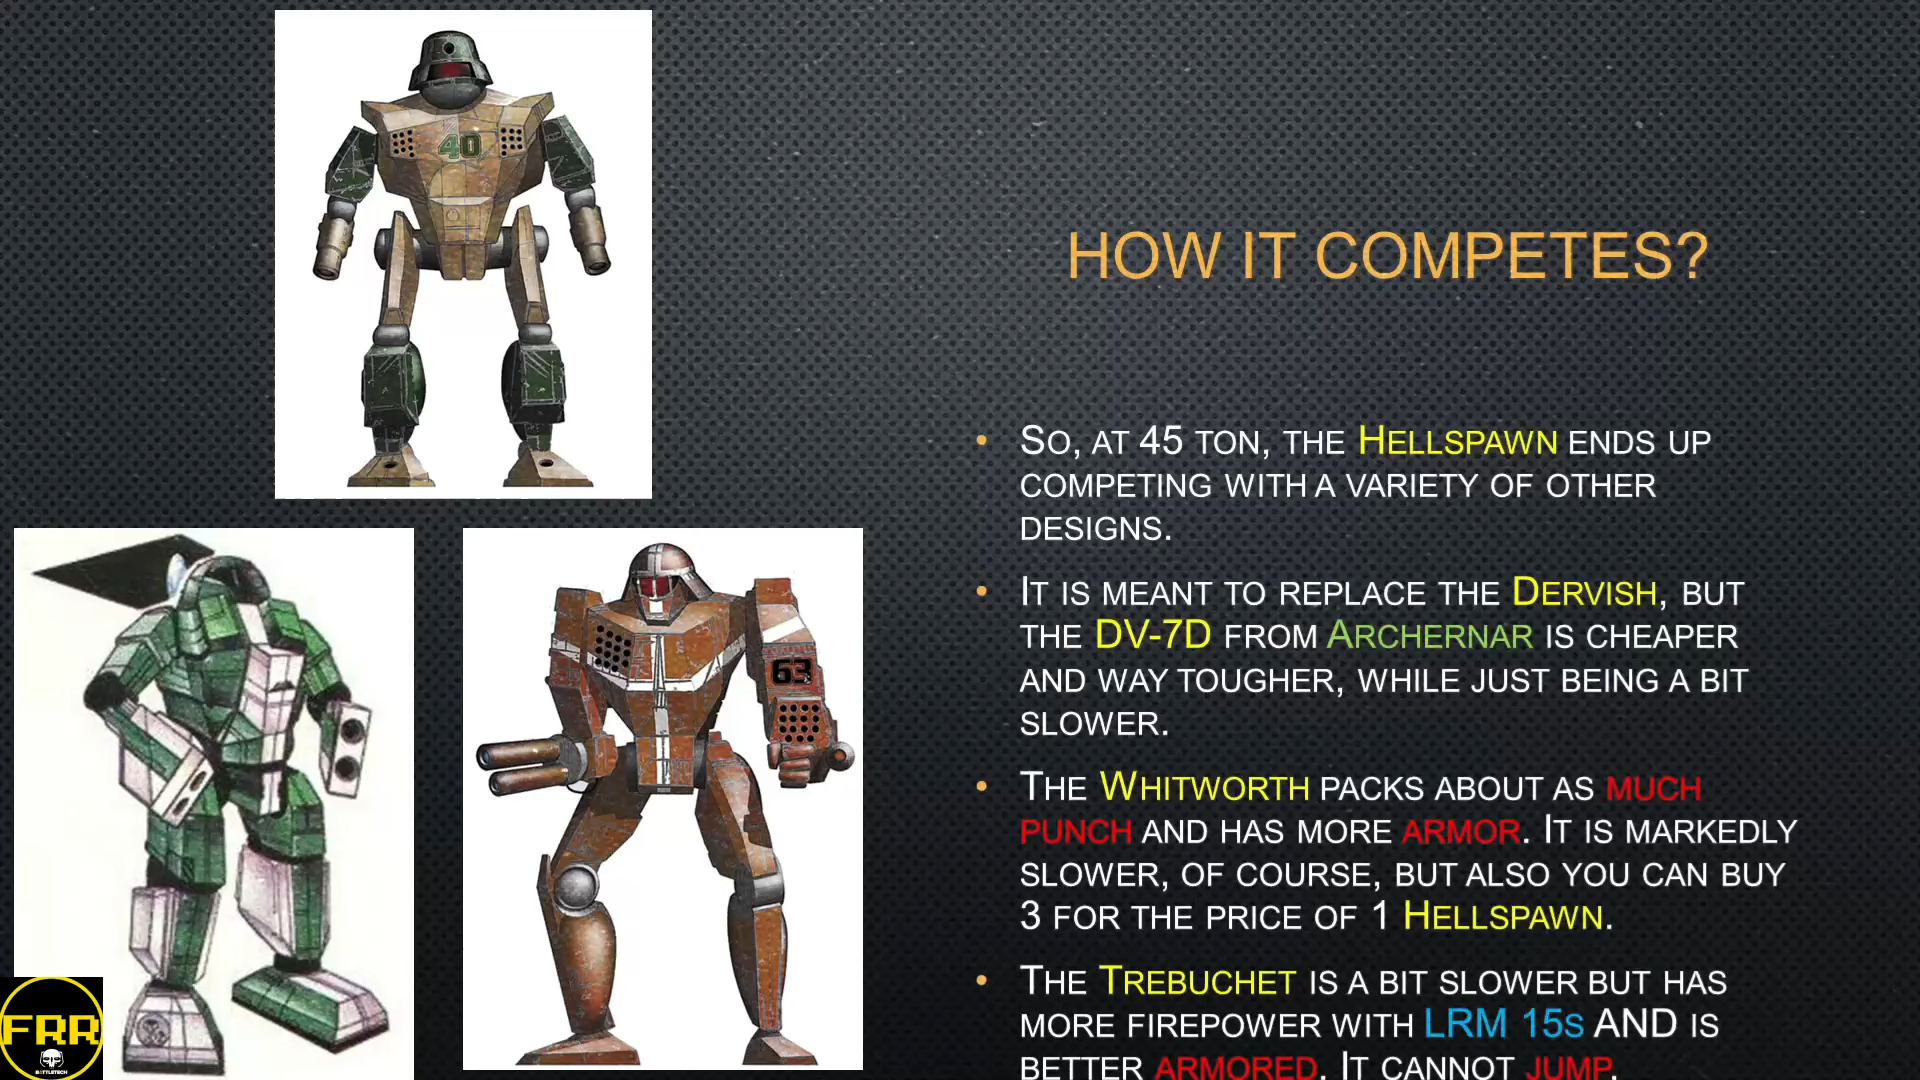 40
63
HOW IT COMPETES?
• SO, AT 45 TON, THE HELLSPAWN ENDS UP
COMPETING WITH A VARIETY OF OTHER
DESIGNS.
• IT IS MEANT TO REPLACE THE DERVISH, BUT
THE DV-7D FROM ARCHERNAR IS CHEAPER
AND WAY TOUGHER, WHILE JUST BEING A BIT
SLOWER.
• THE WHITWORTH PACKS ABOUT AS MUCH
PUNCH AND HAS MORE ARMOR. IT IS MARKEDLY
SLOWER, OF COURSE, BUT ALSO YOU CAN BUY
3 FOR THE PRICE OF 1 HELLSPAWN.
• THE TREBUCHET IS A BIT SLOWER BUT HAS
MORE FIREPOWER WITH LRM 15S AND IS
BETTER ARMORED. IT CANNOT JUMP.
FRR
BATTLETECH